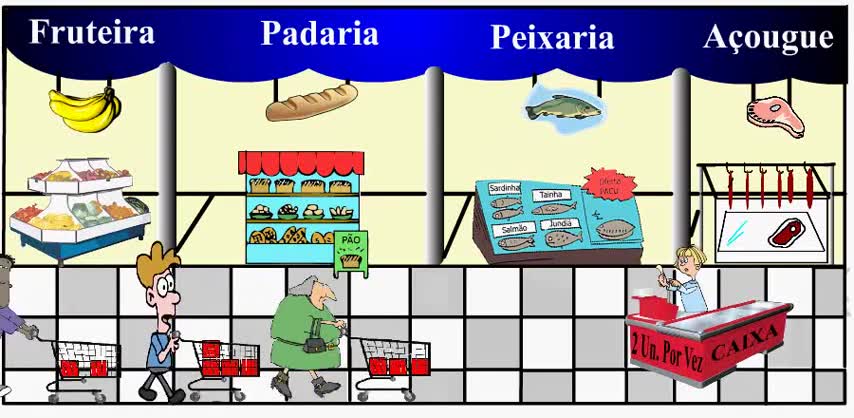 Fruteira
Padaria
Peixaria
Açougue
Sardinha
Tainha
Salmão
Jundiá
Oferta
PACU
PÃO
2 Un. Por Vez
CAIXA